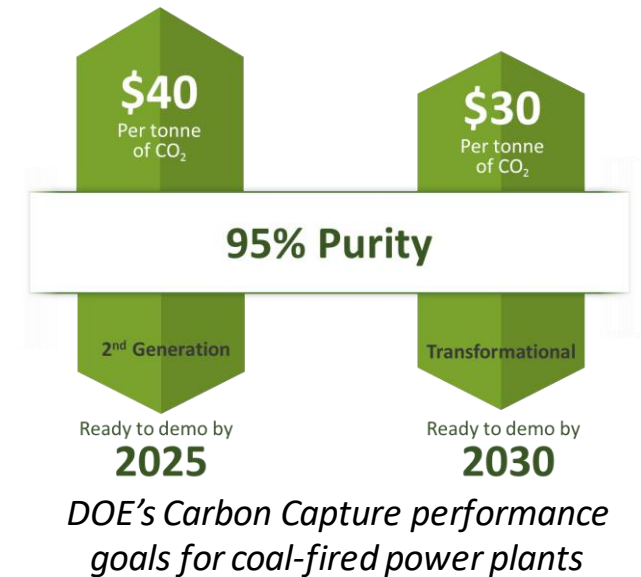 $40
Per tonne
of CO₂
$30
Per tonne
of CO₂
95% Purity
2nd Generation
Transformational
Ready to demo by
2025
Ready to demo by
2030
DOE's Carbon Capture performance
goals for coal-fired power plants